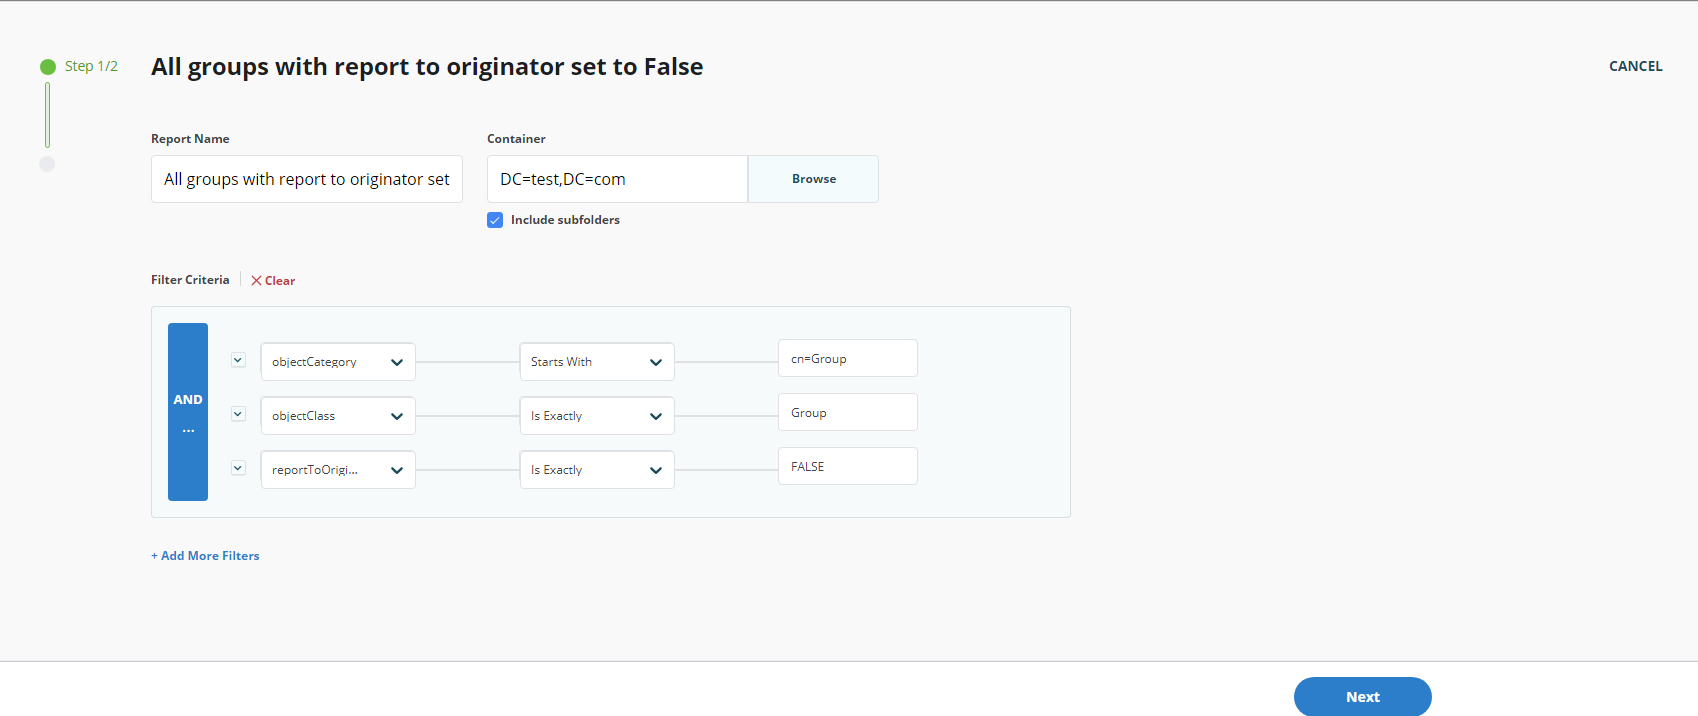 Step 1/2
All groups with report to originator set to False
CANCEL
Report Name
Container
All groups with report to originator set
DC=test,DC=com
Browse
Include subfolders
Filter Criteria
Clear
AND
...
objectCategory
Starts With
cn=Group
objectClass
Is Exactly
Group
reportToOrigi...
Is Exactly
FALSE
+ Add More Filters
Next